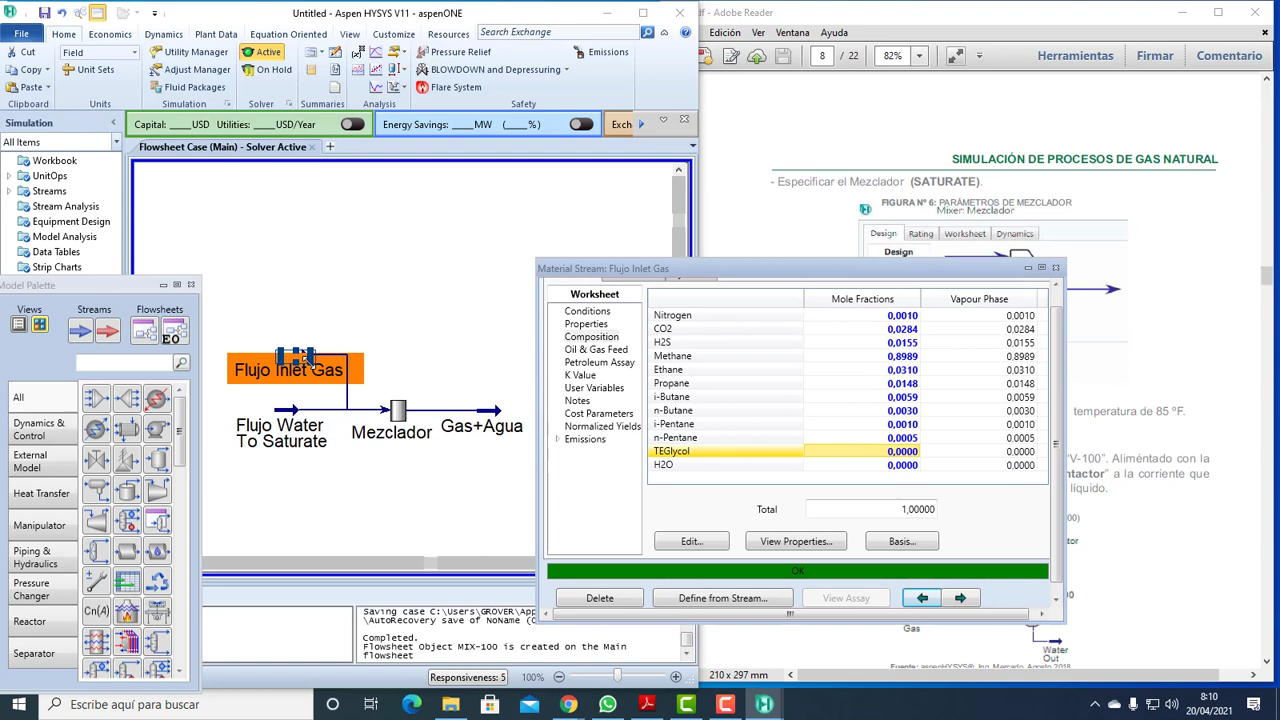 Untitled - Aspen HYSYS V11 - aspenONE
File Home Economics Dynamics Plant Data Equation Oriented View Customize Resources Search Exchange
Cut Copy Paste Clipboard
Field Unit Sets Units
Utility Manager Adjust Manager Fluid Packages Simulation
Active On Hold Solver
Summaries
Analysis
Pressure Relief BLOWDOWN and Depressuring Flare System Safety
Emissions
Simulation
Capital: ____USD Utilities: ____USD/Year
Energy Savings: ____MW (____%)
Exch
All Items
Flowsheet Case (Main) - Solver Active
Workbook
UnitOps
Streams
Stream Analysis
Equipment Design
Model Analysis
Data Tables
Strip Charts
Model Palette
Views Streams Flowsheets
EO
All
Dynamics & Control
External Model
Heat Transfer
Manipulator
Piping & Hydraulics
Pressure Changer
Reactor
Separator
Cn(A)
Flujo Inlet Gas
Flujo Water
To Saturate
Mezclador
Gas+Agua
Saving case C:\Users\GROVER\App
\AutoRecovery save of NoName (C
Completed.
Flowsheet Object MIX-100 is created on the Main
flowsheet
Responsiveness: 5 100%
Material Stream: Flujo Inlet Gas
Worksheet
Conditions
Properties
Composition
Oil & Gas Feed
Petroleum Assay
K Value
User Variables
Notes
Cost Parameters
Normalized Yields
Emissions
Mole Fractions Vapour Phase
Nitrogen 0,0010 0.0010
CO2 0,0284 0.0284
H2S 0,0155 0.0155
Methane 0,8989 0.8989
Ethane 0,0310 0.0310
Propane 0,0148 0.0148
i-Butane 0,0059 0.0059
n-Butane 0,0030 0.0030
i-Pentane 0,0010 0.0010
n-Pentane 0,0005 0.0005
TEGlycol 0,0000 0.0000
H2O 0,0000 0.0000
Total 1,00000
Edit... View Properties... Basis...
OK
Delete Define from Stream... View Assay
.pdf - Adobe Reader
Edición Ver Ventana Ayuda
8 / 22 82% Herramientas Firmar Comentario
SIMULACIÓN DE PROCESOS DE GAS NATURAL
- Especificar el Mezclador (SATURATE).
FIGURA Nº 6: PARÁMETROS DE MEZCLADOR
Mixer: Mezclador
Design Rating Worksheet Dynamics
Design
temperatura de 85 ºF.
"V-100". Aliméntado con la
ontactor" a la corriente que
líquido.
00)
tor
Gas
Water
Out
Fuente: aspenHYSYS®, Ing. Mercado, Agosto 2018
210 x 297 mm
Escribe aquí para buscar
8:10
20/04/2021